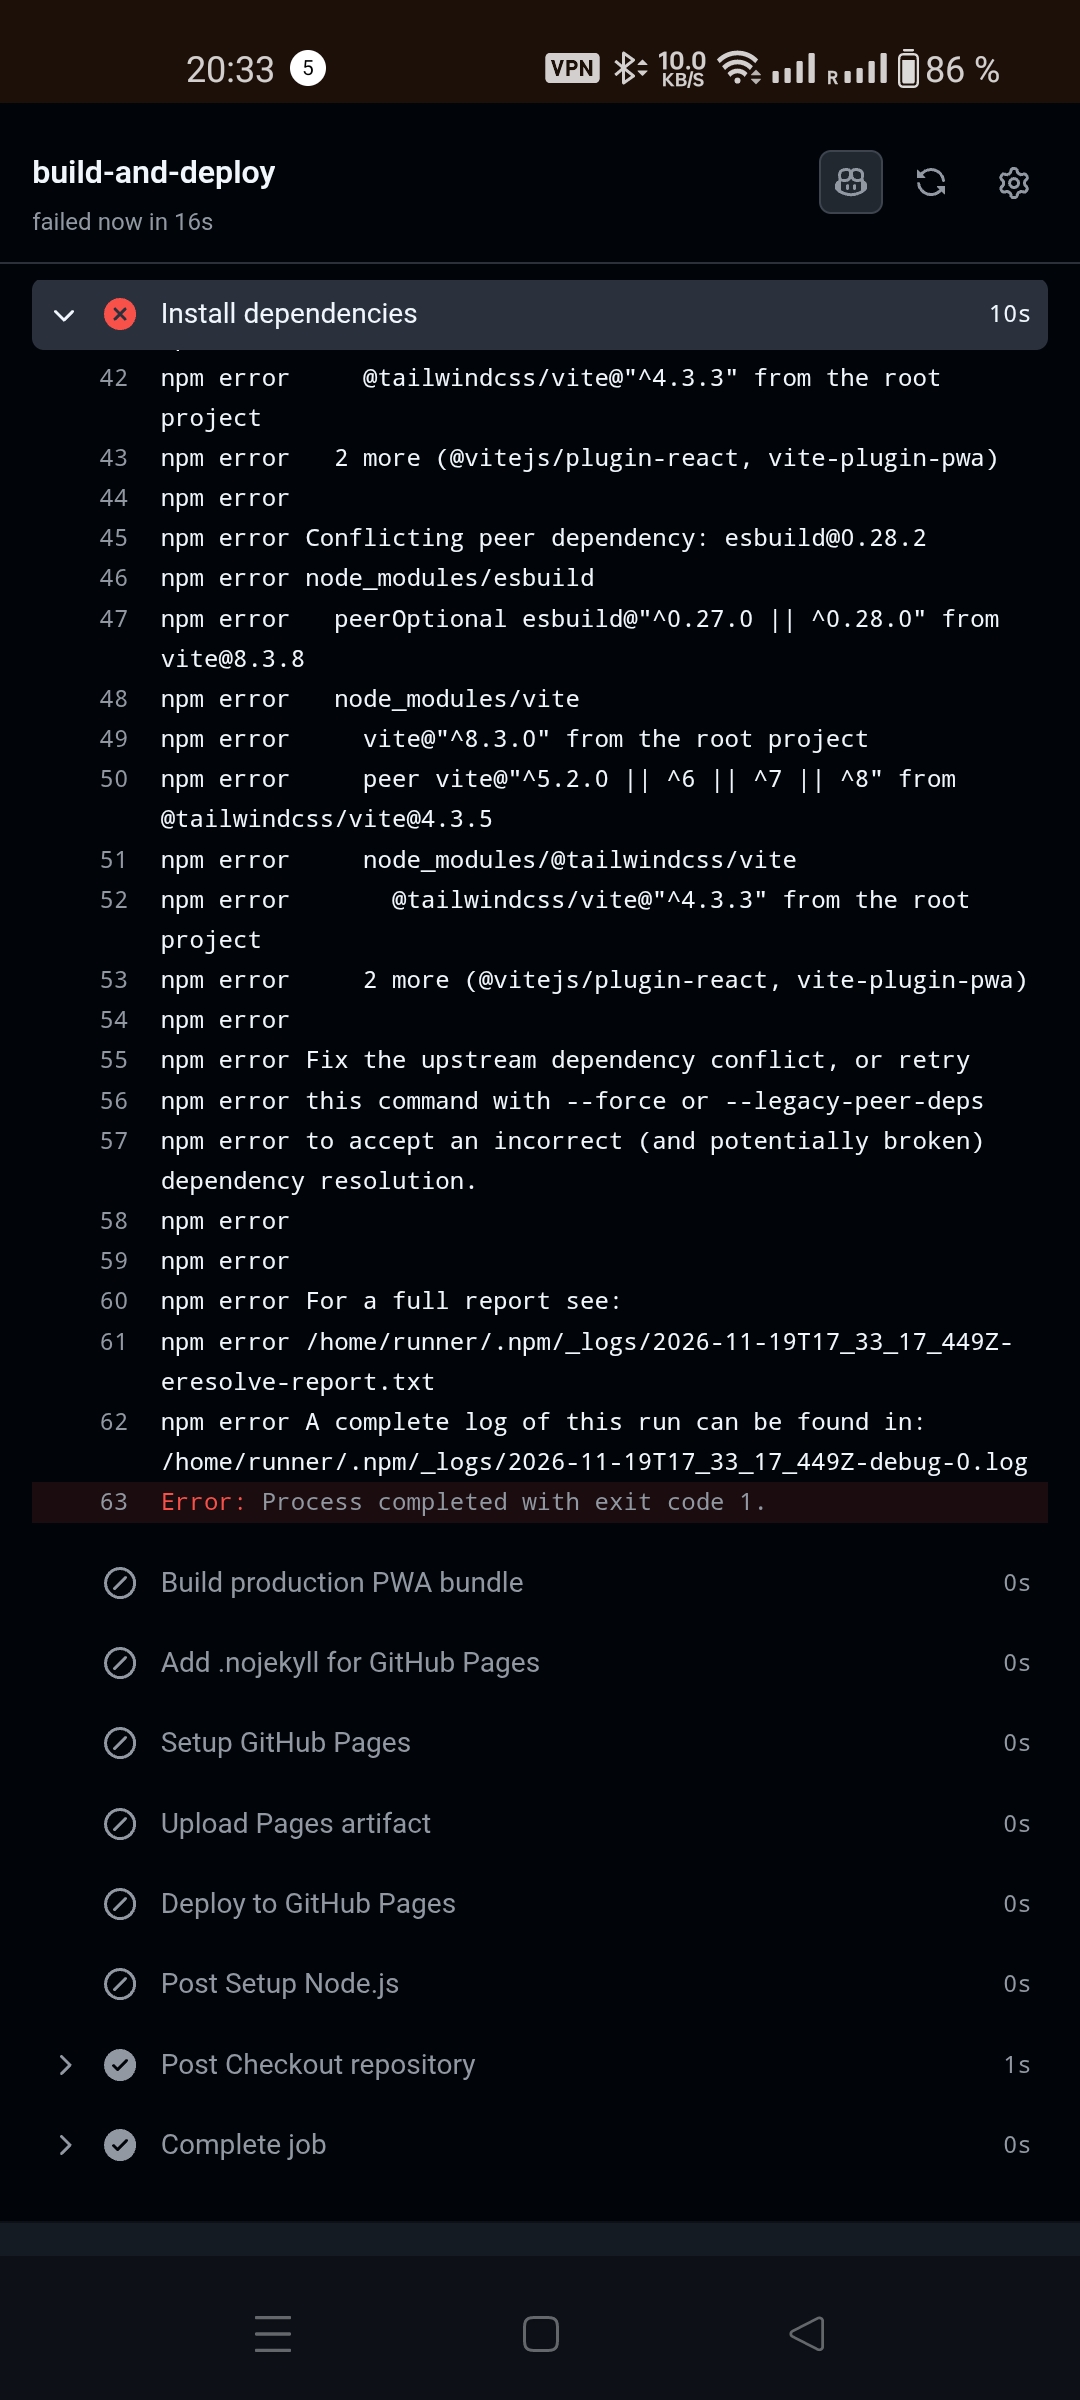 20:33 5 VPN 10.0 KB/S R 86 %
build-and-deploy
failed now in 16s
Install dependencies 10s
42 npm error     @tailwindcss/vite@"^4.3.3" from the root
project
43 npm error   2 more (@vitejs/plugin-react, vite-plugin-pwa)
44 npm error
45 npm error Conflicting peer dependency: esbuild@0.28.2
46 npm error node_modules/esbuild
47 npm error   peerOptional esbuild@"^0.27.0 || ^0.28.0" from
vite@8.3.8
48 npm error   node_modules/vite
49 npm error     vite@"^8.3.0" from the root project
50 npm error     peer vite@"^5.2.0 || ^6 || ^7 || ^8" from
@tailwindcss/vite@4.3.5
51 npm error     node_modules/@tailwindcss/vite
52 npm error       @tailwindcss/vite@"^4.3.3" from the root
project
53 npm error     2 more (@vitejs/plugin-react, vite-plugin-pwa)
54 npm error
55 npm error Fix the upstream dependency conflict, or retry
56 npm error this command with --force or --legacy-peer-deps
57 npm error to accept an incorrect (and potentially broken)
dependency resolution.
58 npm error
59 npm error
60 npm error For a full report see:
61 npm error /home/runner/.npm/_logs/2026-11-19T17_33_17_449Z-
eresolve-report.txt
62 npm error A complete log of this run can be found in:
/home/runner/.npm/_logs/2026-11-19T17_33_17_449Z-debug-0.log
63 Error: Process completed with exit code 1.
Build production PWA bundle 0s
Add .nojekyll for GitHub Pages 0s
Setup GitHub Pages 0s
Upload Pages artifact 0s
Deploy to GitHub Pages 0s
Post Setup Node.js 0s
Post Checkout repository 1s
Complete job 0s